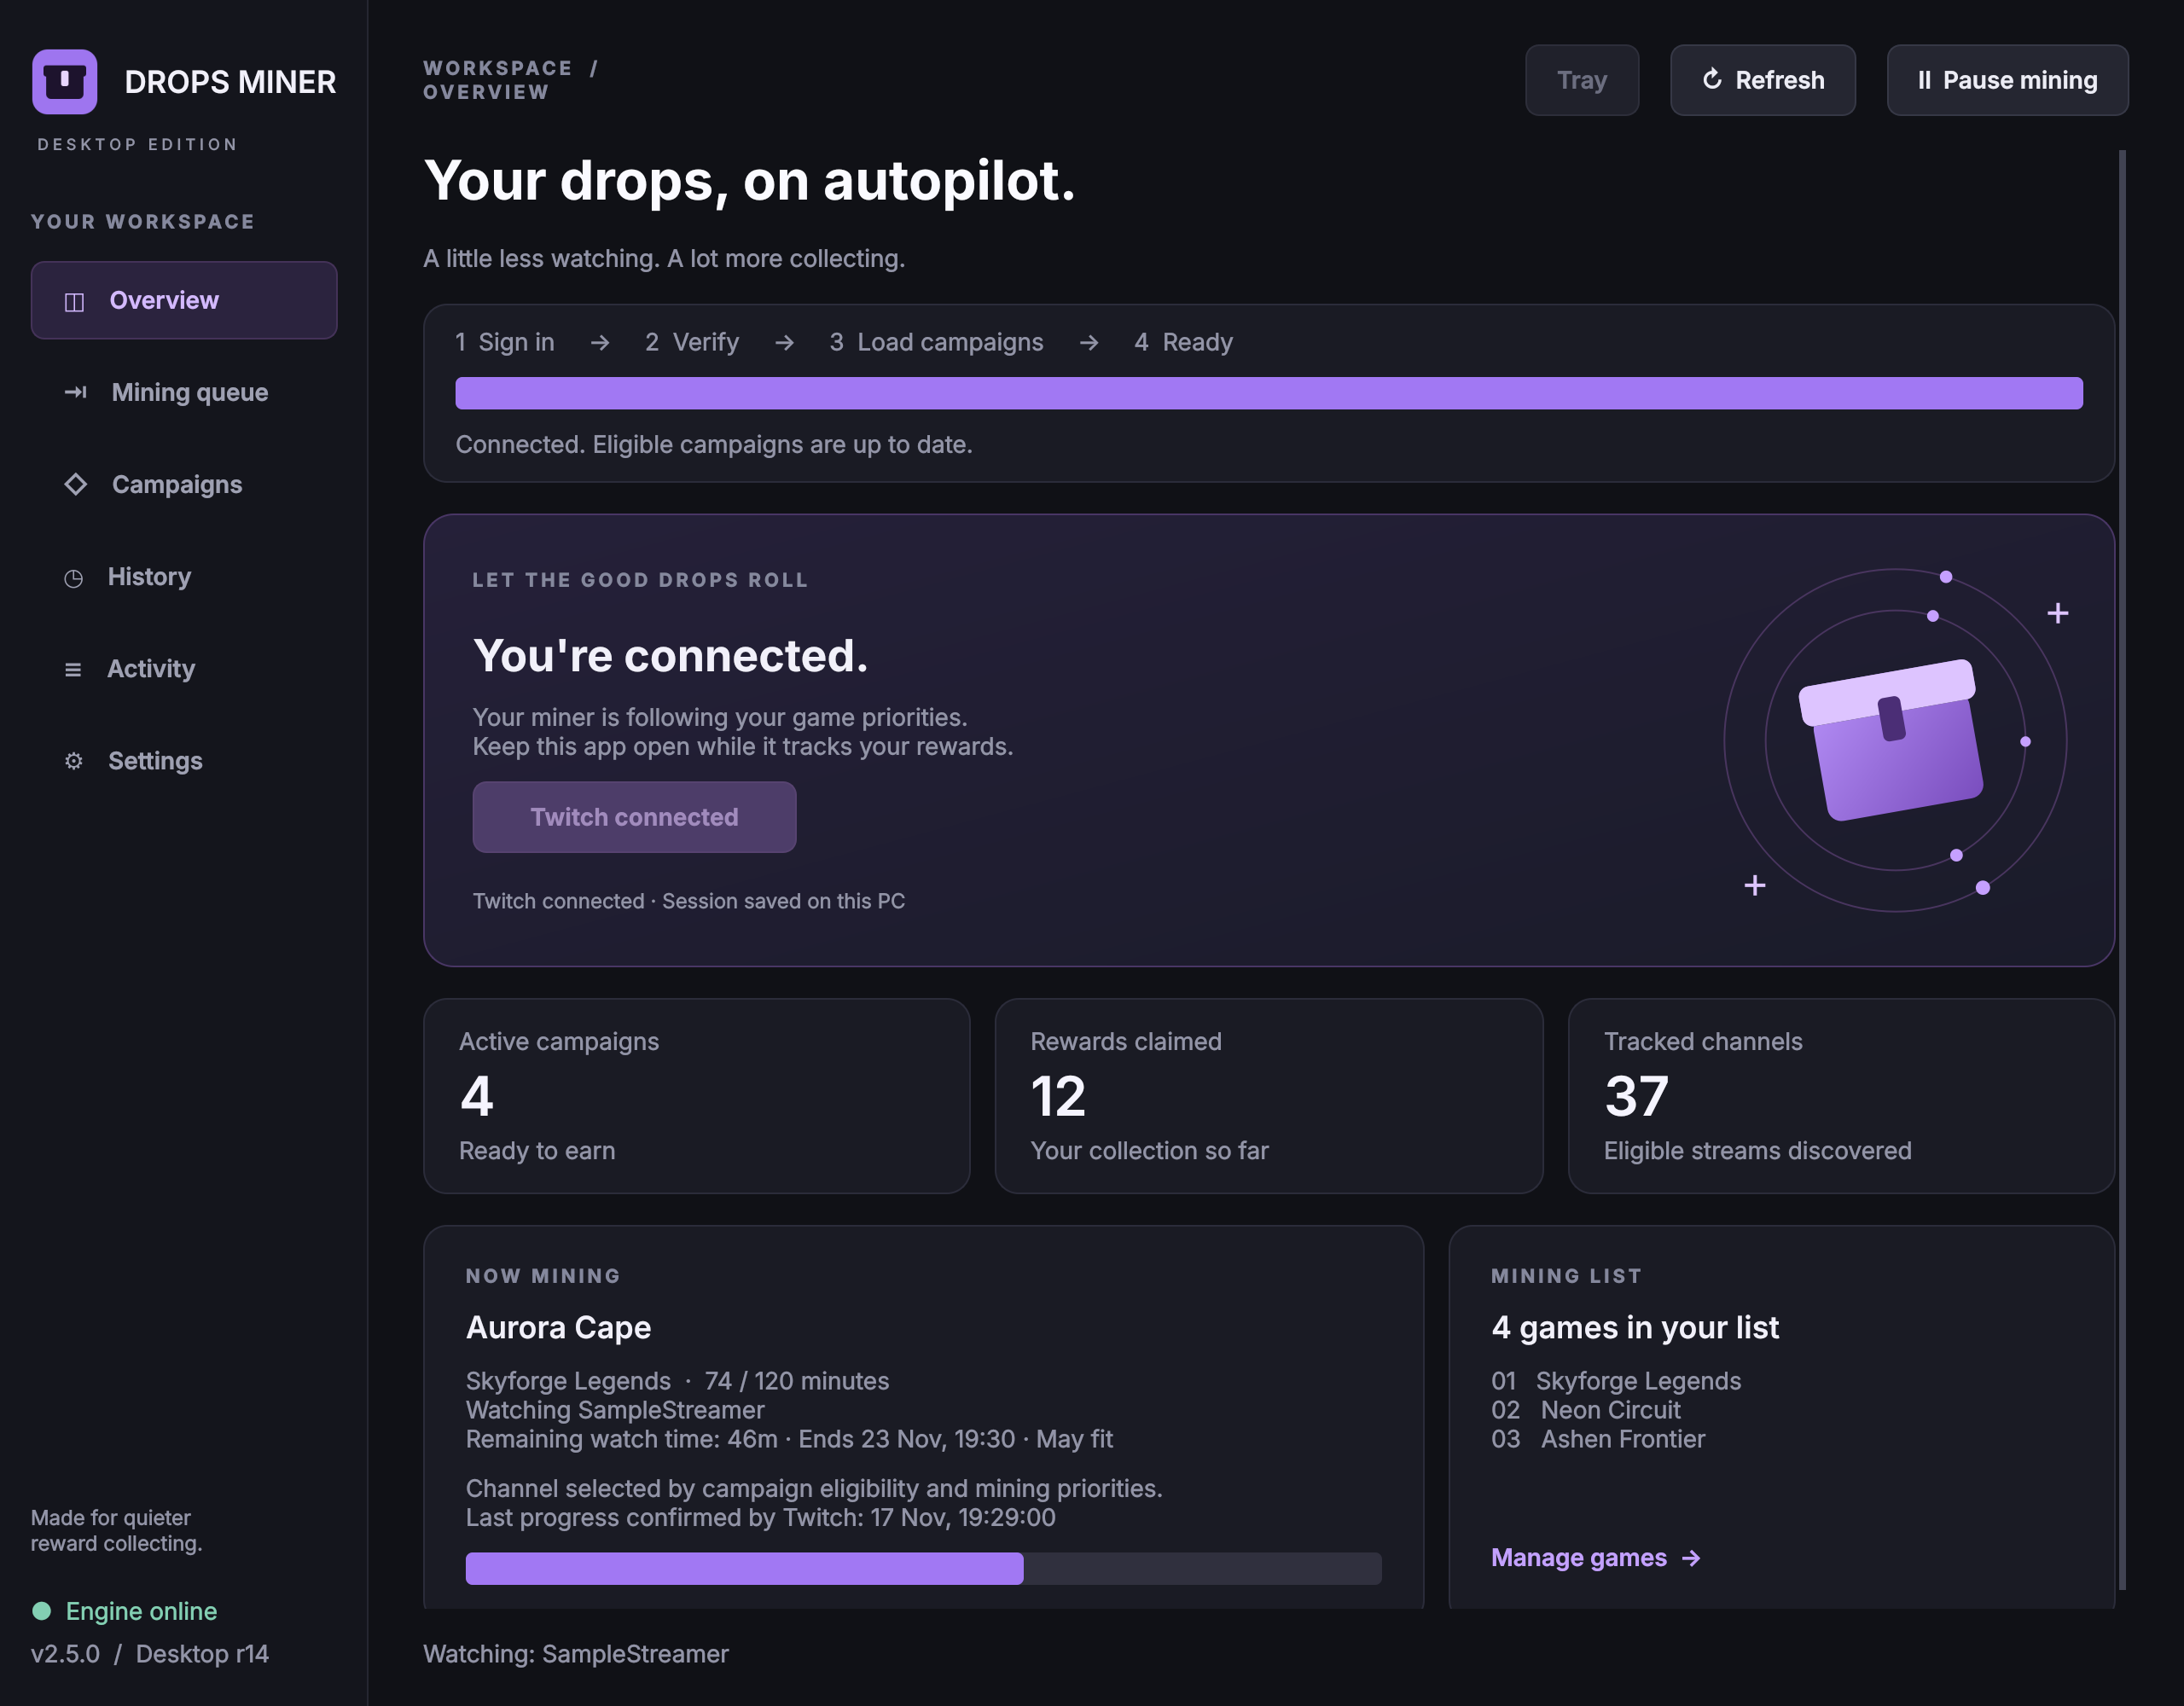 DROPS MINER
DESKTOP EDITION
YOUR WORKSPACE
Overview
Mining queue
Campaigns
History
Activity
Settings
Made for quieter
reward collecting.
Engine online
v2.5.0 / Desktop r14
WORKSPACE /
OVERVIEW
Tray
Refresh
Pause mining
Your drops, on autopilot.
A little less watching. A lot more collecting.
1 Sign in → 2 Verify → 3 Load campaigns → 4 Ready
Connected. Eligible campaigns are up to date.
LET THE GOOD DROPS ROLL
You're connected.
Your miner is following your game priorities.
Keep this app open while it tracks your rewards.
Twitch connected
Twitch connected · Session saved on this PC
Active campaigns
4
Ready to earn
Rewards claimed
12
Your collection so far
Tracked channels
37
Eligible streams discovered
NOW MINING
Aurora Cape
Skyforge Legends · 74 / 120 minutes
Watching SampleStreamer
Remaining watch time: 46m · Ends 23 Nov, 19:30 · May fit
Channel selected by campaign eligibility and mining priorities.
Last progress confirmed by Twitch: 17 Nov, 19:29:00
MINING LIST
4 games in your list
01 Skyforge Legends
02 Neon Circuit
03 Ashen Frontier
Manage games →
Watching: SampleStreamer